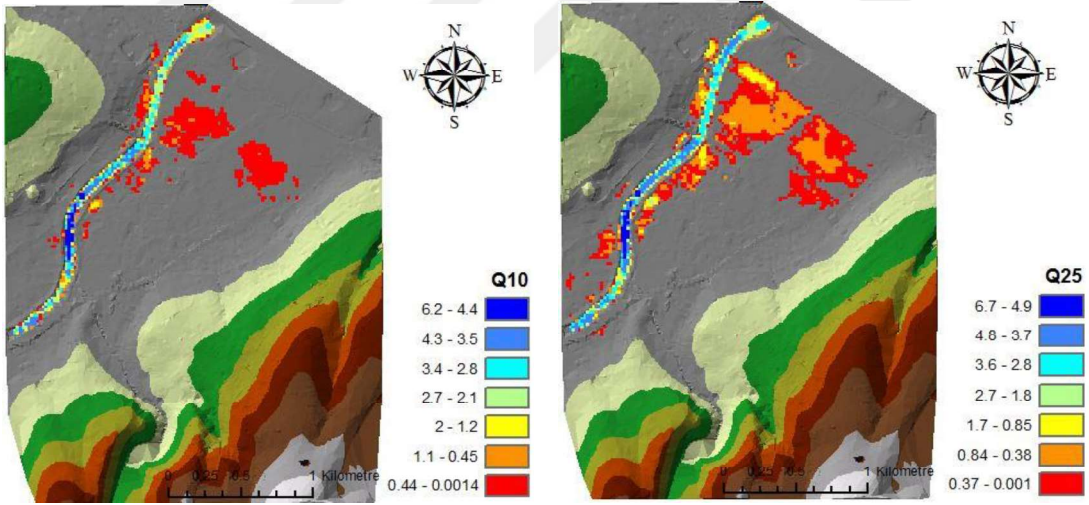 N
W E
S
Q10
6.2 - 4.4
4.3 - 3.5
3.4 - 2.8
2.7 - 2.1
2 - 1.2
1.1 - 0.45
0.44 - 0.0014
0 0.25 0.5 1 Kilometre
N
W E
S
Q25
6.7 - 4.9
4.8 - 3.7
3.6 - 2.8
2.7 - 1.8
1.7 - 0.85
0.84 - 0.38
0.37 - 0.001
0 0.25 0.5 1 Kilometre